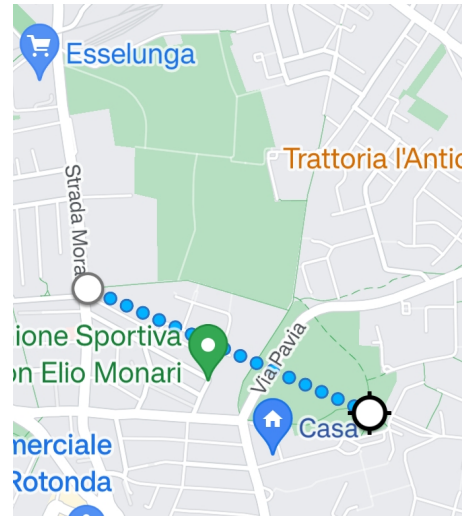 Esselunga
Trattoria l'Antic
Strada Mora
ione Sportiva
on Elio Monari
Via Pavia
Casa
merciale
Rotonda